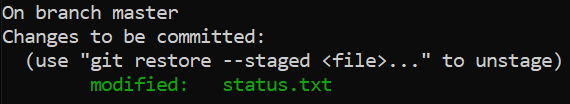 On branch master
Changes to be committed:
  (use "git restore --staged <file>..." to unstage)
        modified:   status.txt